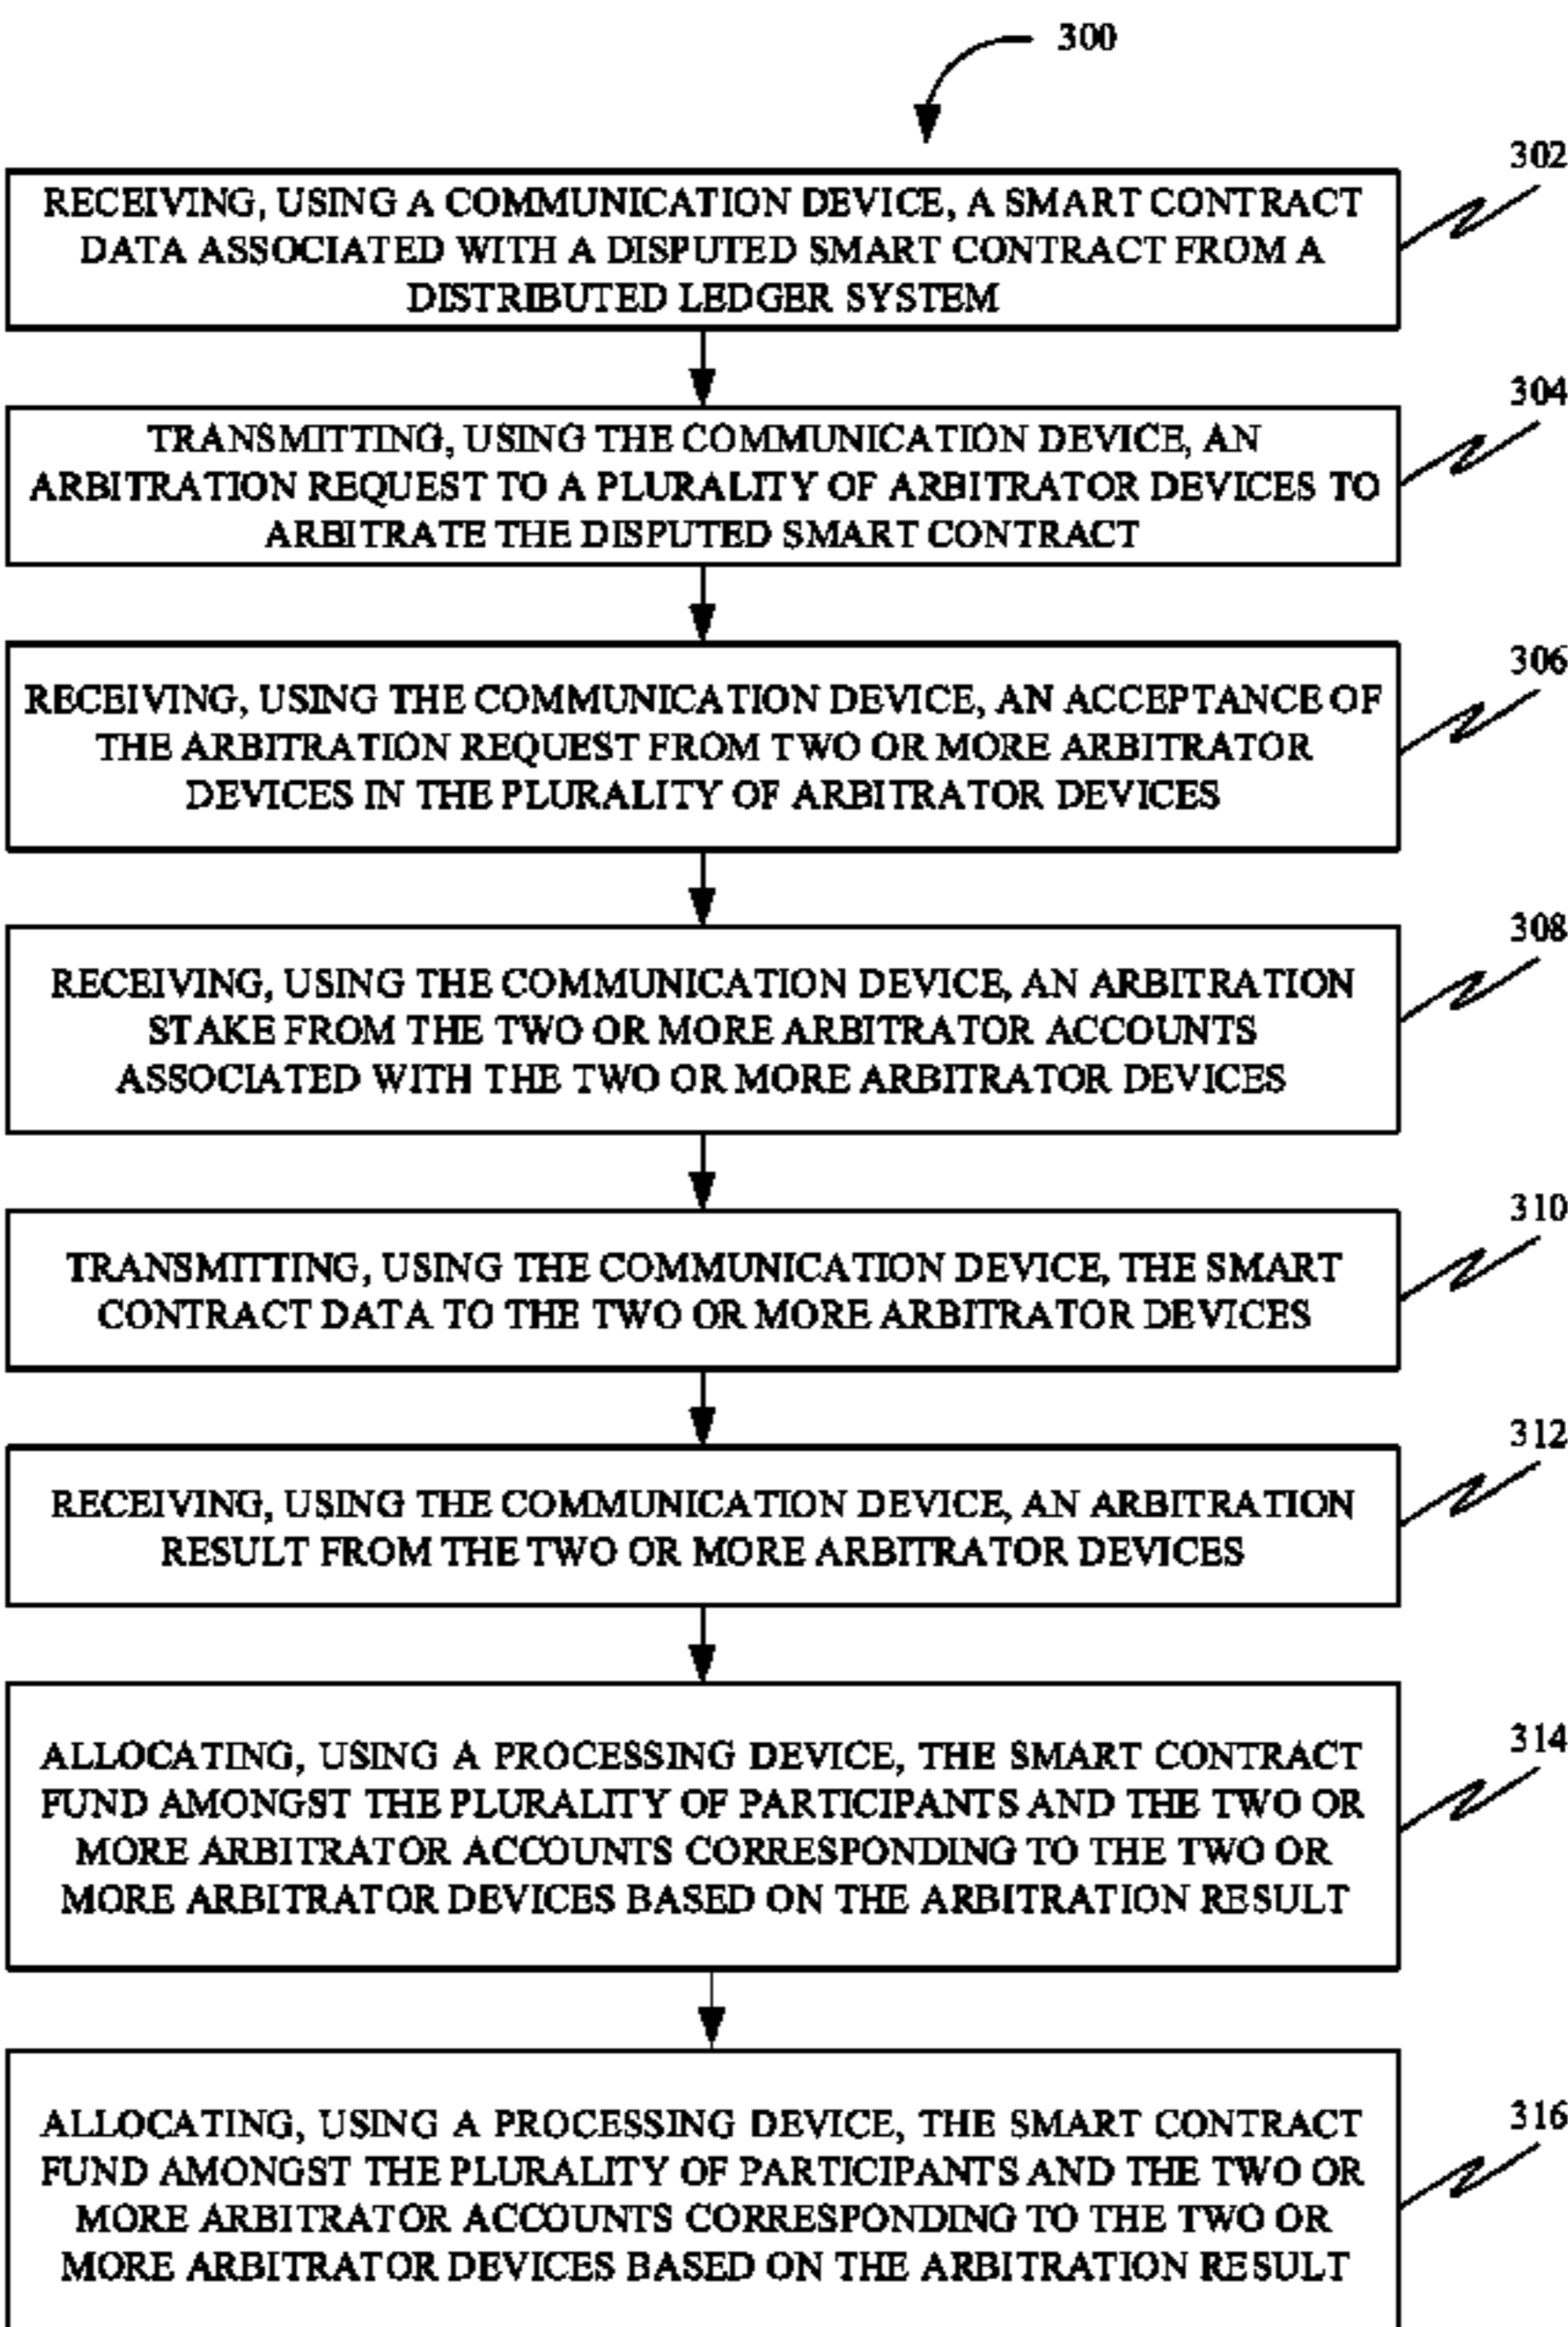 300
302
RECEIVING, USING A COMMUNICATION DEVICE, A SMART CONTRACT
DATA ASSOCIATED WITH A DISPUTED SMART CONTRACT FROM A
DISTRIBUTED LEDGER SYSTEM
304
TRANSMITTING, USING THE COMMUNICATION DEVICE, AN
ARBITRATION REQUEST TO A PLURALITY OF ARBITRATOR DEVICES TO
ARBITRATE THE DISPUTED SMART CONTRACT
306
RECEIVING, USING THE COMMUNICATION DEVICE, AN ACCEPTANCE OF
THE ARBITRATION REQUEST FROM TWO OR MORE ARBITRATOR
DEVICES IN THE PLURALITY OF ARBITRATOR DEVICES
308
RECEIVING, USING THE COMMUNICATION DEVICE, AN ARBITRATION
STAKE FROM THE TWO OR MORE ARBITRATOR ACCOUNTS
ASSOCIATED WITH THE TWO OR MORE ARBITRATOR DEVICES
310
TRANSMITTING, USING THE COMMUNICATION DEVICE, THE SMART
CONTRACT DATA TO THE TWO OR MORE ARBITRATOR DEVICES
312
RECEIVING, USING THE COMMUNICATION DEVICE, AN ARBITRATION
RESULT FROM THE TWO OR MORE ARBITRATOR DEVICES
314
ALLOCATING, USING A PROCESSING DEVICE, THE SMART CONTRACT
FUND AMONGST THE PLURALITY OF PARTICIPANTS AND THE TWO OR
MORE ARBITRATOR ACCOUNTS CORRESPONDING TO THE TWO OR
MORE ARBITRATOR DEVICES BASED ON THE ARBITRATION RESULT
316
ALLOCATING, USING A PROCESSING DEVICE, THE SMART CONTRACT
FUND AMONGST THE PLURALITY OF PARTICIPANTS AND THE TWO OR
MORE ARBITRATOR ACCOUNTS CORRESPONDING TO THE TWO OR
MORE ARBITRATOR DEVICES BASED ON THE ARBITRATION RESULT